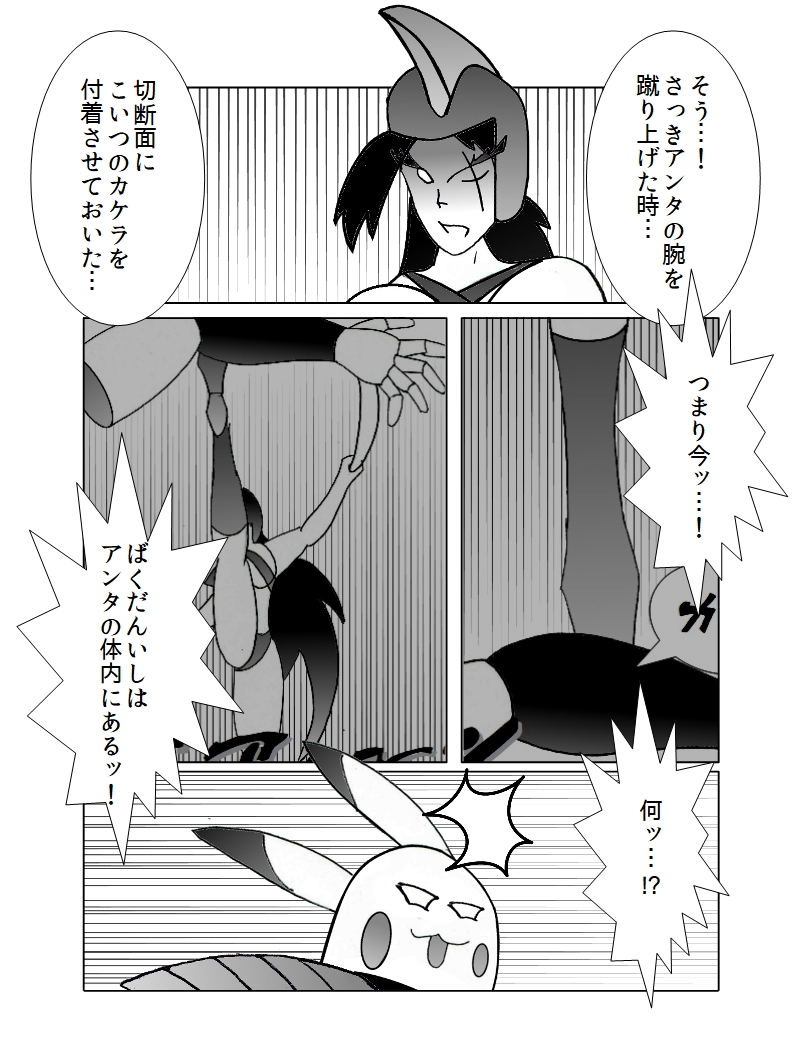 そう…！
さっきアンタの腕を
蹴り上げた時…
切断面に
こいつのカケラを
付着させておいた…
つまり今ッ…！
ばくだんいしは
アンタの体内にあるッ！
何ッ…!?